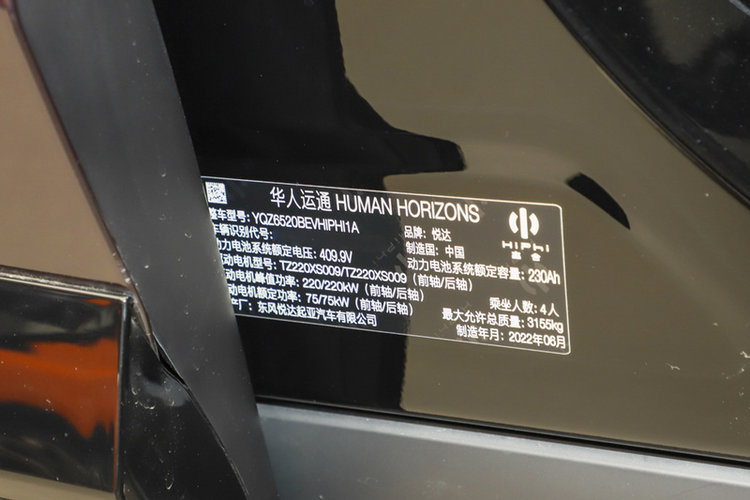 华人运通 HUMAN HORIZONS
HIPHI
高合
整车型号: YQZ6520BEVHIPHI1A 品牌: 悦达
车辆识别代号: 制造国: 中国
动力电池系统额定电压: 409.9V 动力电池系统额定容量: 230Ah
驱动电机型号: TZ220XS009/TZ220XS009 (前轴/后轴)
驱动电机峰值功率: 220/220kW (前轴/后轴) 乘坐人数: 4人
驱动电机额定功率: 75/75kW (前轴/后轴) 最大允许总质量: 3155kg
生产厂: 东风悦达起亚汽车有限公司 制造年月: 2022年06月